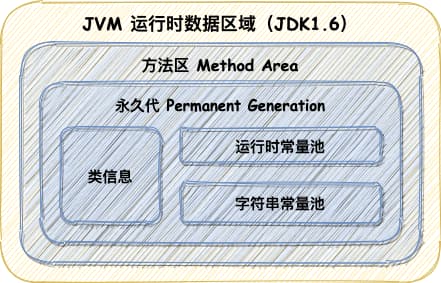 JVM 运行时数据区域（JDK1.6）
方法区 Method Area
永久代 Permanent Generation
类信息
运行时常量池
字符串常量池